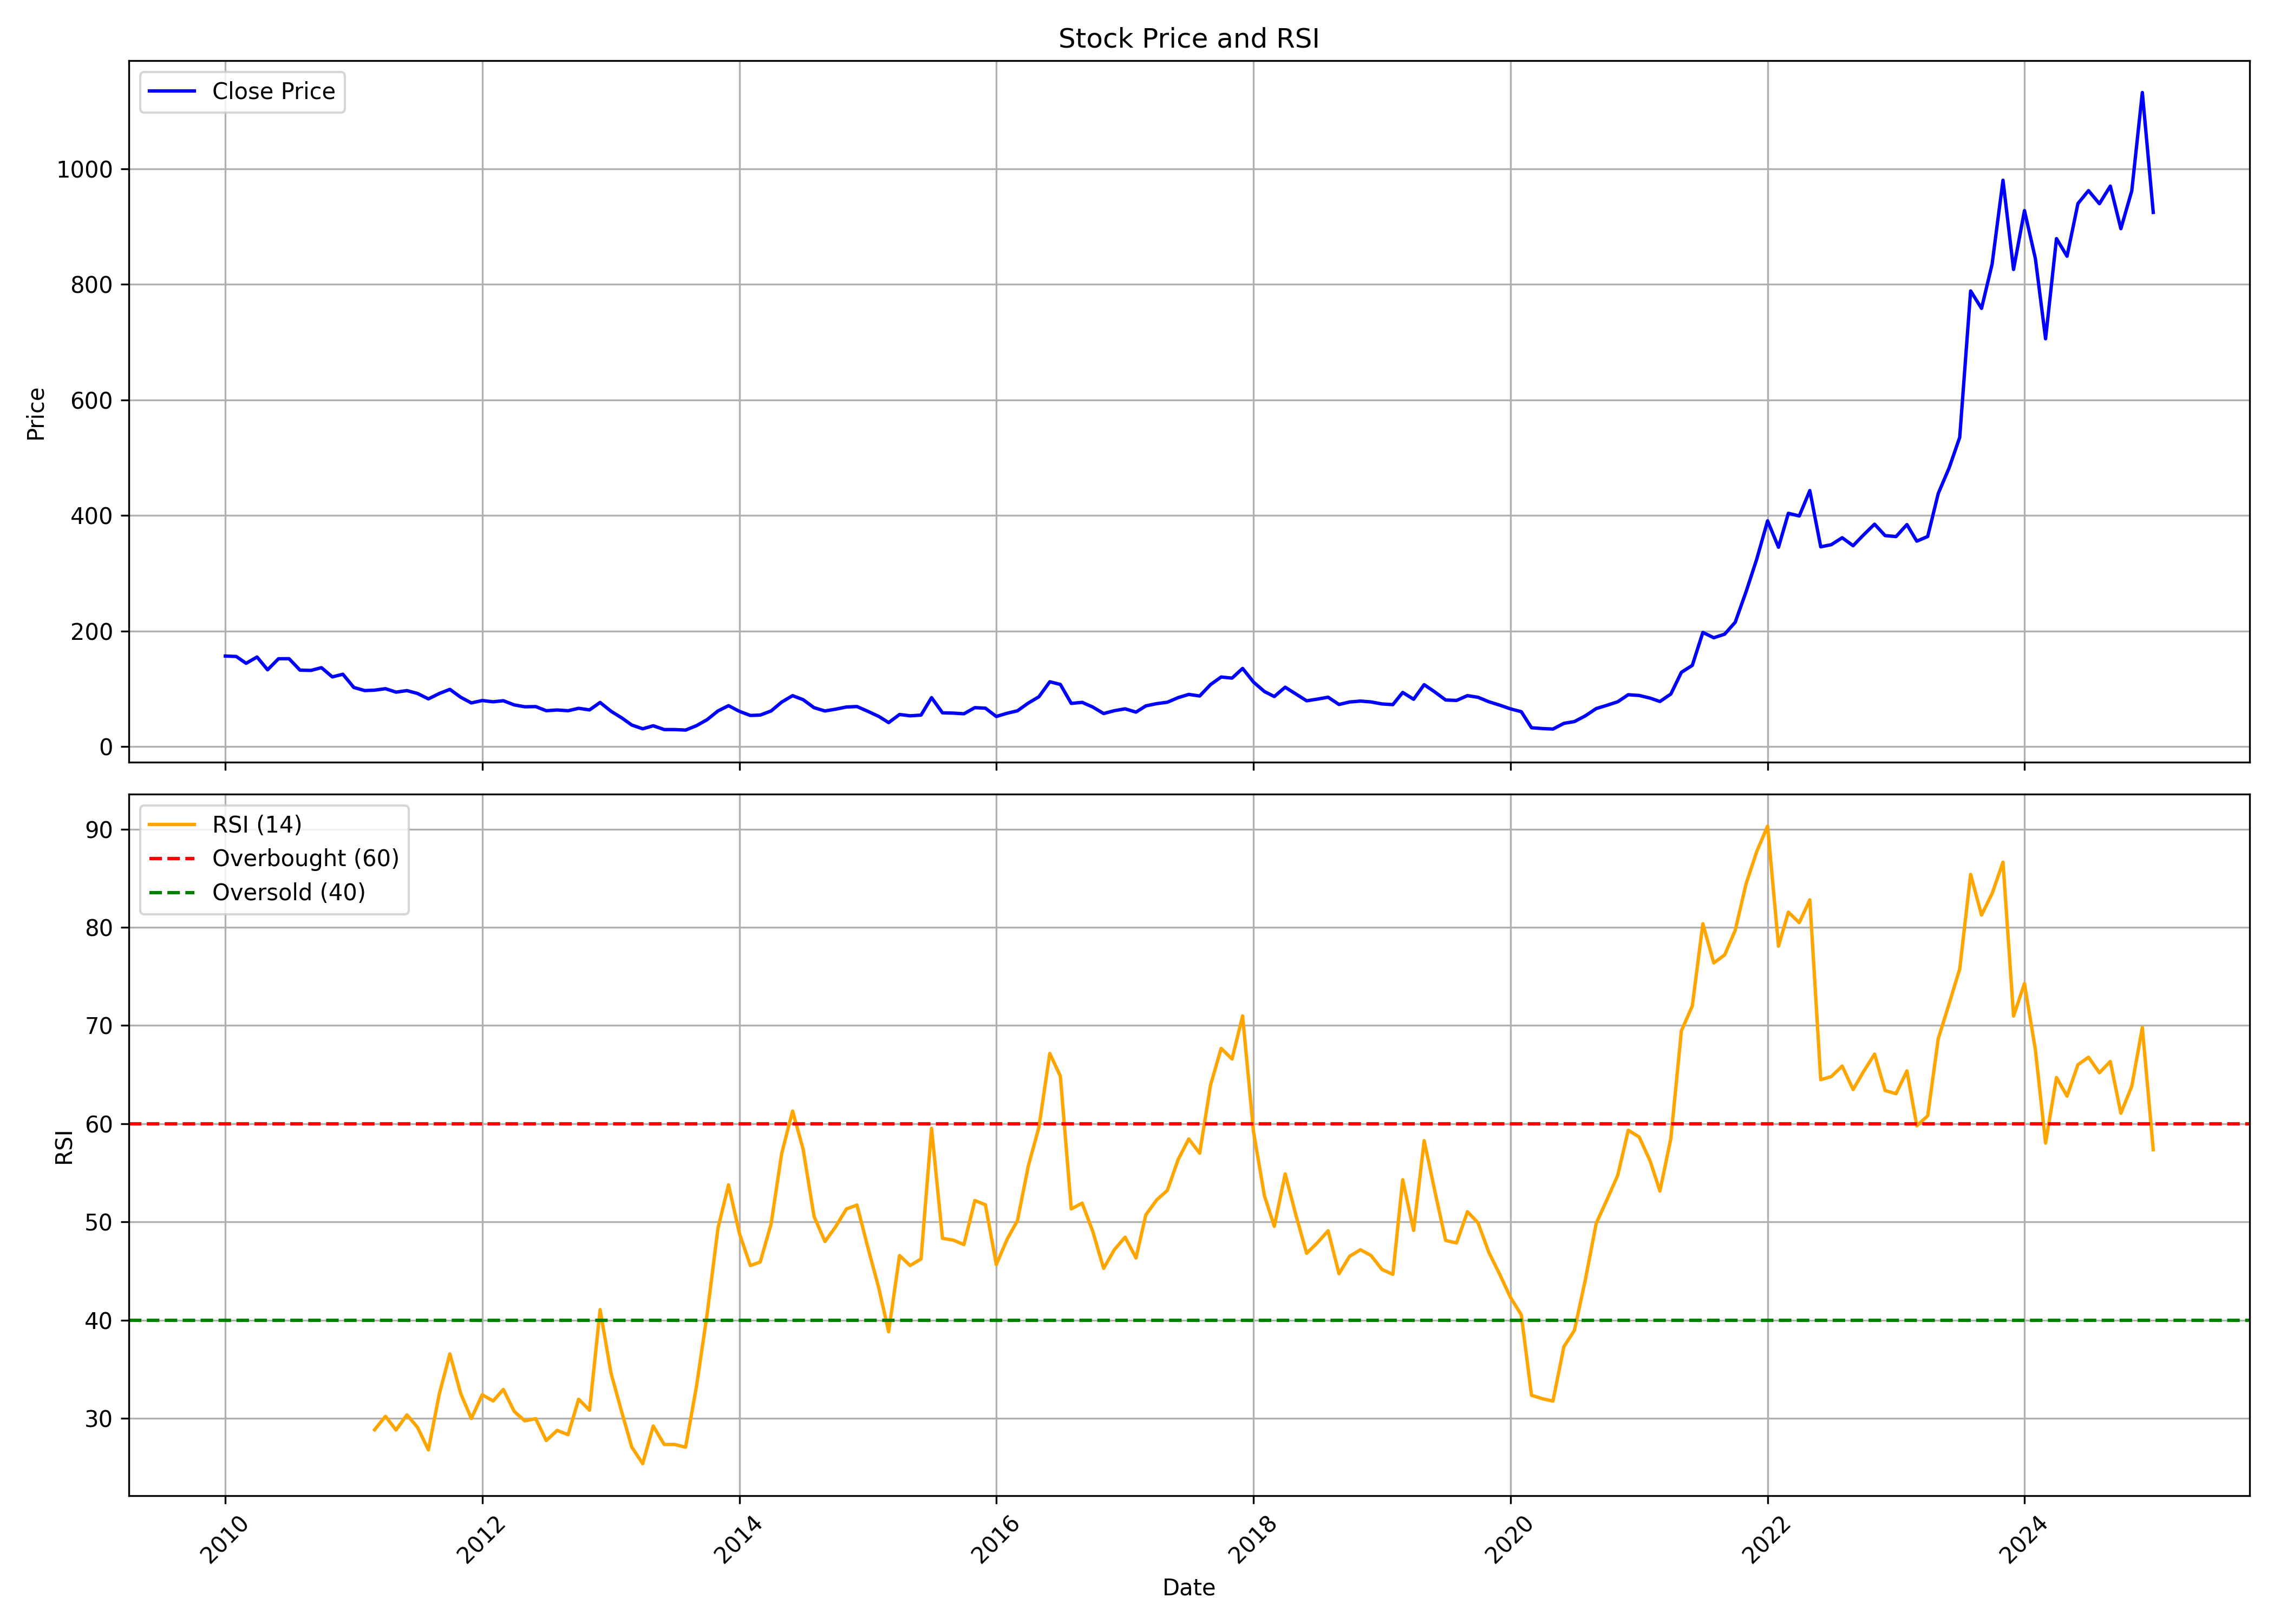 Stock Price and RSI
Close Price
Price
1000
800
600
400
200
0
RSI (14)
Overbought (60)
Oversold (40)
RSI
90
80
70
60
50
40
30
2010
2012
2014
2016
2018
2020
2022
2024
Date